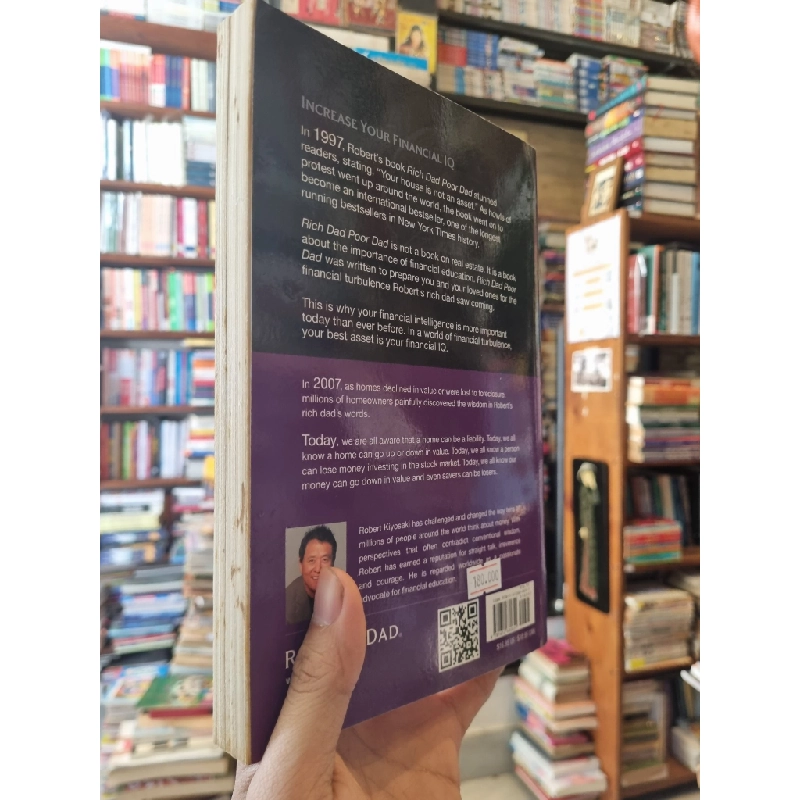 INCREASE YOUR FINANCIAL IQ
In 1997, Robert's book Rich Dad Poor Dad stunned
readers, stating: "Your house is not an asset." As howls of
protest went up around the world, the book went on to
become an international bestseller, one of the longest
running bestsellers in New York Times history.
Rich Dad Poor Dad is not a book on real estate. It is a book
about the importance of financial education. Rich Dad Poor
Dad was written to prepare you and your loved ones for the
financial turbulence Robert's rich dad saw coming.
This is why your financial intelligence is more important
today than ever before. In a world of financial turbulence,
your best asset is your financial IQ.
In 2007, as homes declined in value or were lost to foreclosure,
millions of homeowners painfully discovered the wisdom in Robert's
rich dad's words.
Today, we are all aware that a home can be a liability. Today, we all
know a home can go up or down in value. Today, we all know a person
can lose money investing in the stock market. Today, we all know our
money can go down in value and even savers can be losers.
Robert Kiyosaki has challenged and changed the way tens of
millions of people around the world think about money. With
perspectives that often contradict conventional wisdom,
Robert has earned a reputation for straight talk, irreverence
and courage. He is regarded worldwide as a passionate
advocate for financial education.
180.000
R DAD.